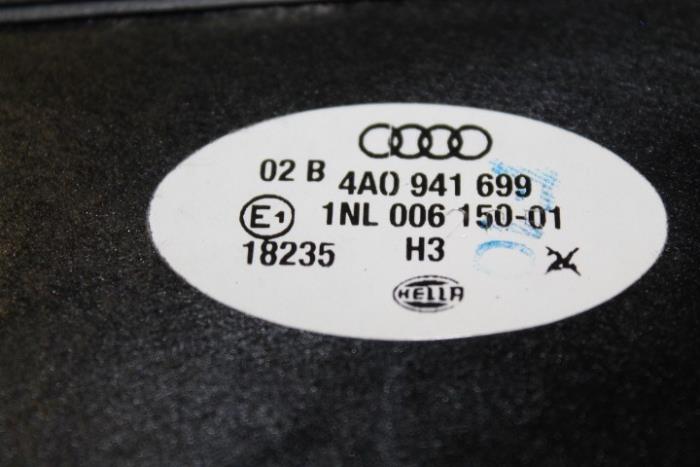 02 B 4A0 941 699
E1 1NL 006 150-01
18235 H3
HELLA